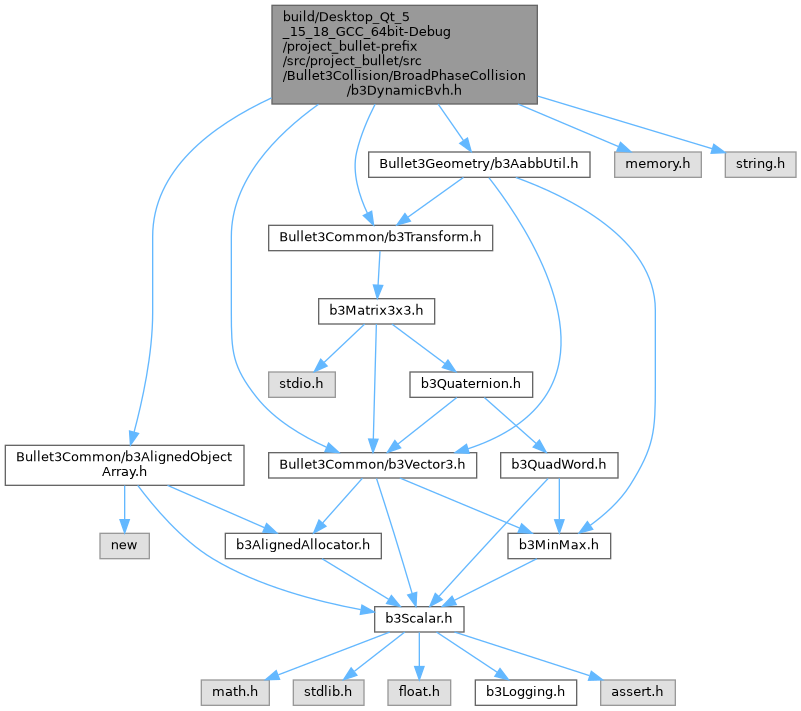 build/Desktop_Qt_5
_15_18_GCC_64bit-Debug
/project_bullet-prefix
/src/project_bullet/src
/Bullet3Collision/BroadPhaseCollision
/b3DynamicBvh.h
Bullet3Geometry/b3AabbUtil.h
memory.h
string.h
Bullet3Common/b3Transform.h
b3Matrix3x3.h
stdio.h
b3Quaternion.h
Bullet3Common/b3AlignedObject
Array.h
Bullet3Common/b3Vector3.h
b3QuadWord.h
new
b3AlignedAllocator.h
b3MinMax.h
b3Scalar.h
math.h
stdlib.h
float.h
b3Logging.h
assert.h